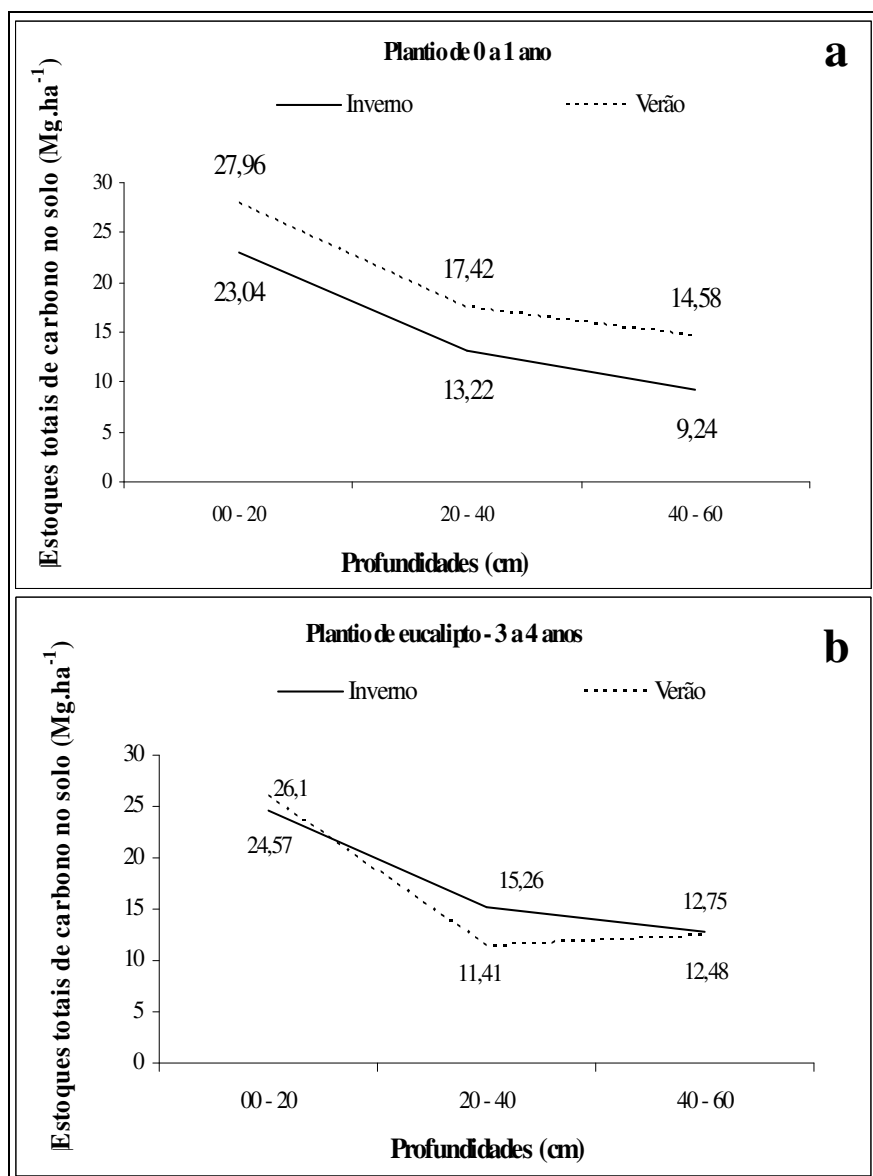 Plantio de 0 a 1 ano
a
Inverno Verão
Estoques totais de carbono no solo (Mg.ha⁻¹)
30
25
20
15
10
5
0
27,96
23,04
17,42
13,22
14,58
9,24
00 - 20 20 - 40 40 - 60
Profundidades (cm)
Plantio de eucalipto - 3 a 4 anos
b
Inverno Verão
Estoques totais de carbono no solo (Mg.ha⁻¹)
30
25
20
15
10
5
0
26,1
24,57
15,26
11,41
12,75
12,48
00 - 20 20 - 40 40 - 60
Profundidades (cm)